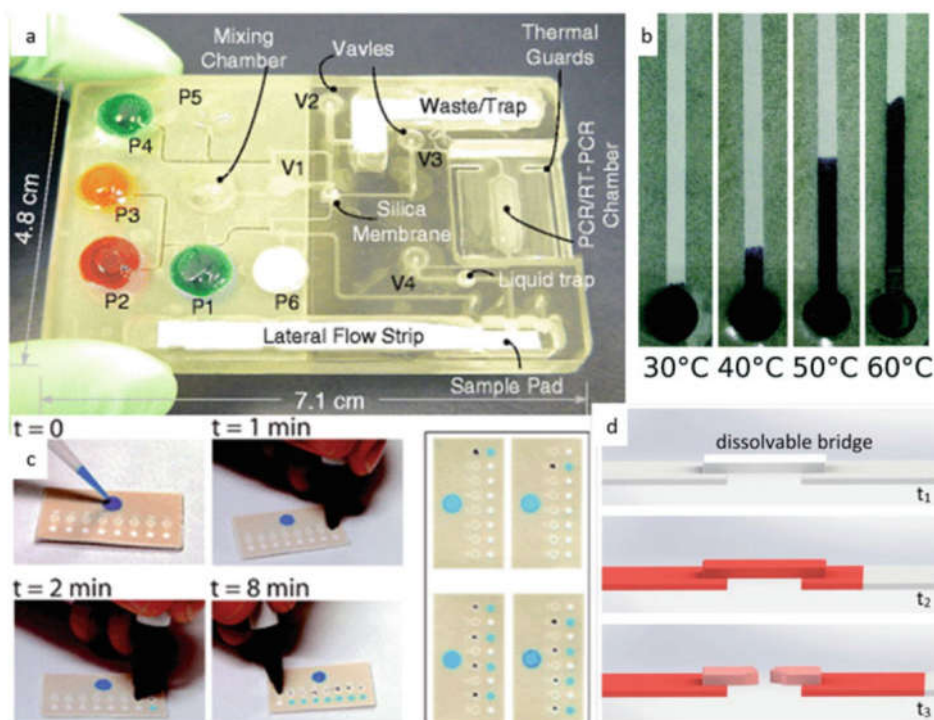 a
Mixing
Chamber
Vavles
Thermal
Guards
P5
V2
Waste/Trap
P4
V1
V3
P3
Silica
Membrane
PCR/RT-PCR
Chamber
4.8 cm
P2
P1
P6
V4
Liquid trap
Lateral Flow Strip
Sample Pad
7.1 cm
b
30°C 40°C 50°C 60°C
c
t = 0
t = 1 min
t = 2 min
t = 8 min
d
dissolvable bridge
t₁
t₂
t₃